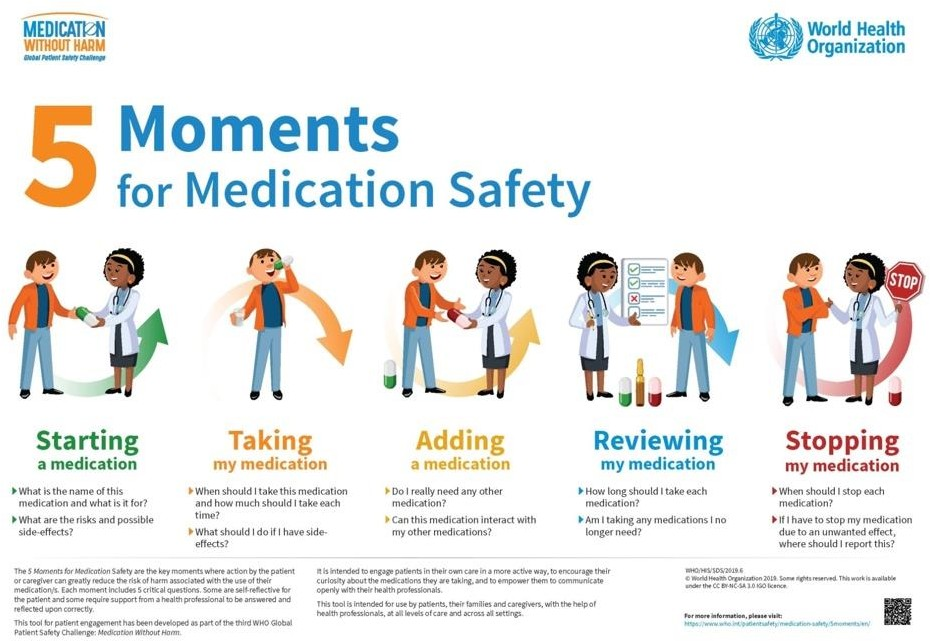 MEDICATION
WITHOUT HARM
Global Patient Safety Challenge
World Health
Organization
5 Moments
for Medication Safety
STOP
Starting
a medication
What is the name of this
medication and what is it for?
What are the risks and possible
side-effects?
Taking
my medication
When should I take this medication
and how much should I take each
time?
What should I do if I have side-
effects?
Adding
a medication
Do I really need any other
medication?
Can this medication interact with
my other medications?
Reviewing
my medication
How long should I take each
medication?
Am I taking any medications I no
longer need?
Stopping
my medication
When should I stop each
medication?
If I have to stop my medication
due to an unwanted effect,
where should I report this?
The 5 Moments for Medication Safety are the key moments where action by the patient
or caregiver can greatly reduce the risk of harm associated with the use of their
medication/s. Each moment includes 5 critical questions. Some are self-reflective for
the patient and some require support from a health professional to be answered and
reflected upon correctly.
This tool for patient engagement has been developed as part of the third WHO Global
Patient Safety Challenge: Medication Without Harm.
It is intended to engage patients in their own care in a more active way, to encourage their
curiosity about the medications they are taking, and to empower them to communicate
openly with their health professionals.
This tool is intended for use by patients, their families and caregivers, with the help of
health professionals, at all levels of care and across all settings.
WHO/HIS/SDS/2019.6
© World Health Organization 2019. Some rights reserved. This work is available
under the CC BY-NC-SA 3.0 IGO licence.
For more information, please visit:
https://www.who.int/patientsafety/medication-safety/5moments/en/